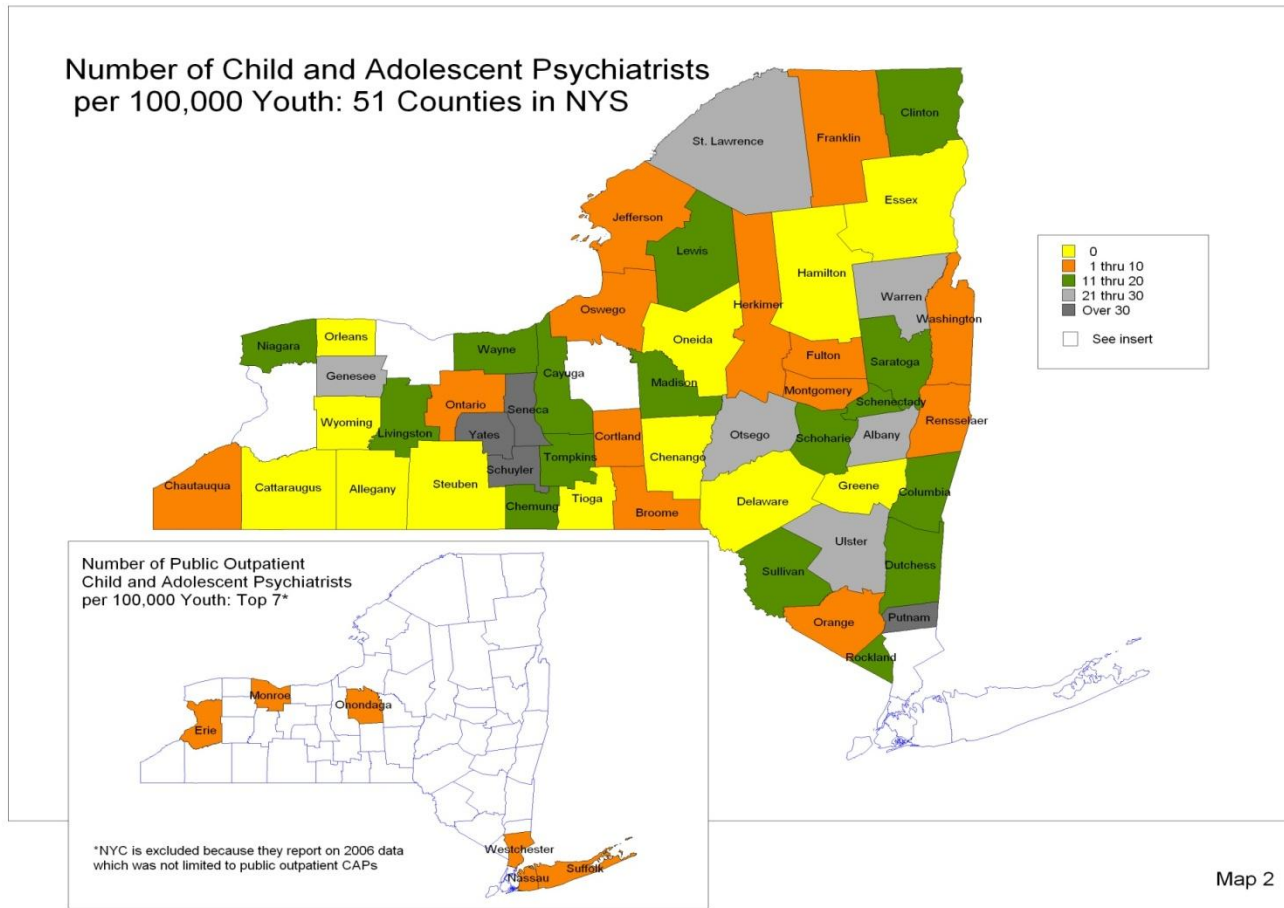 Number of Child and Adolescent Psychiatrists
per 100,000 Youth: 51 Counties in NYS
Clinton
Franklin
St. Lawrence
Essex
Jefferson
Lewis
Hamilton
Warren
Washington
Herkimer
Oswego
Oneida
Orleans
Niagara
Wayne
Cayuga
Madison
Fulton
Saratoga
Montgomery
Schenectady
Genesee
Ontario
Seneca
Wyoming
Livingston
Yates
Cortland
Otsego
Schoharie
Albany
Rensselaer
Tompkins
Chenango
Schuyler
Chautauqua
Cattaraugus
Allegany
Steuben
Chemung
Tioga
Broome
Delaware
Greene
Columbia
Ulster
Sullivan
Dutchess
Orange
Putnam
Rockland
0
1 thru 10
11 thru 20
21 thru 30
Over 30
See insert
Number of Public Outpatient
Child and Adolescent Psychiatrists
per 100,000 Youth: Top 7*
Monroe
Onondaga
Erie
Westchester
Suffolk
Nassau
*NYC is excluded because they report on 2006 data
which was not limited to public outpatient CAPs
Map 2